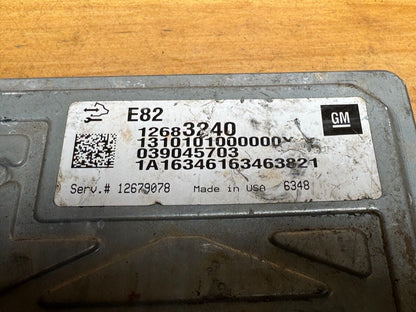 E82
GM
12683240
1310101000000Y
039045703
1A16346163463821
Serv.# 12679078 Made in USA 6348